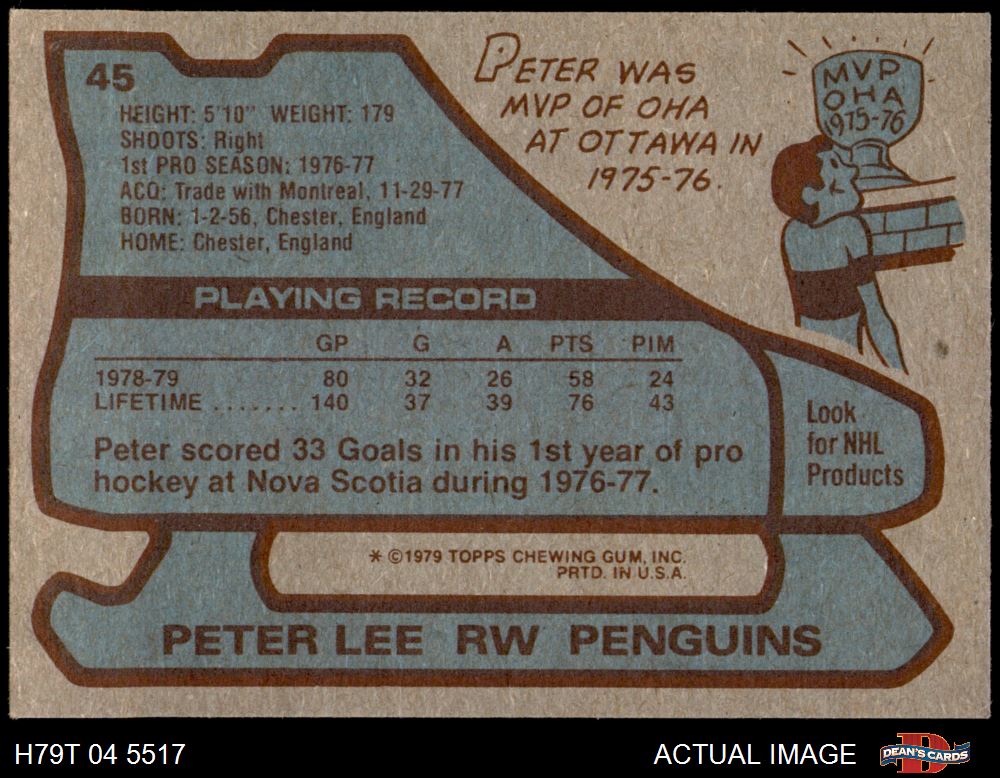 45
HEIGHT: 5'10" WEIGHT: 179
SHOOTS: Right
1st PRO SEASON: 1976-77
ACQ: Trade with Montreal, 11-29-77
BORN: 1-2-56, Chester, England
HOME: Chester, England
PETER WAS
MVP OF OHA
AT OTTAWA IN
1975-76.
MVP
OHA
1975-76
PLAYING RECORD
GP G A PTS PIM
1978-79 80 32 26 58 24
LIFETIME ....... 140 37 39 76 43
Peter scored 33 Goals in his 1st year of pro
hockey at Nova Scotia during 1976-77.
Look
for NHL
Products
* ©1979 TOPPS CHEWING GUM, INC.
PRTD. IN U.S.A.
PETER LEE RW PENGUINS
H79T 04 5517
ACTUAL IMAGE
DEAN'S CARDS